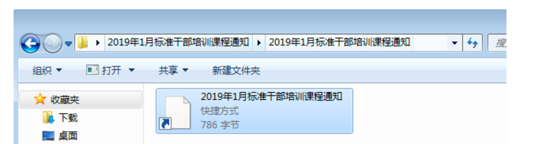 2019年1月标准干部培训课程通知 ▸ 2019年1月标准干部培训课程通知
搜
组织 打开 共享 新建文件夹
收藏夹
2019年1月标准干部培训课程通知
快捷方式
下载
786 字节
桌面